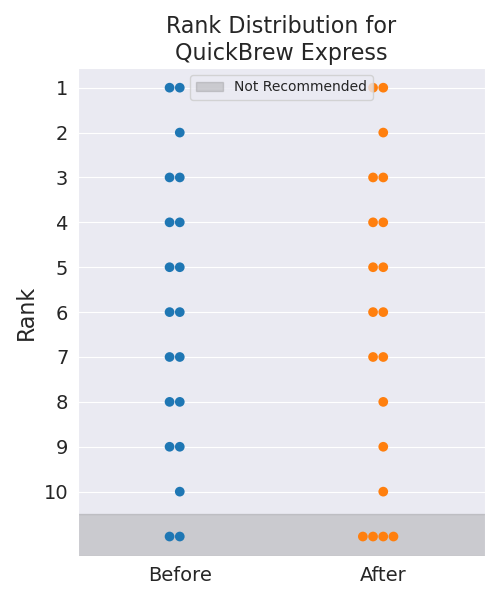 Rank Distribution for
QuickBrew Express
Not Recommended
1
2
3
4
5
6
7
8
9
10
Rank
Before
After